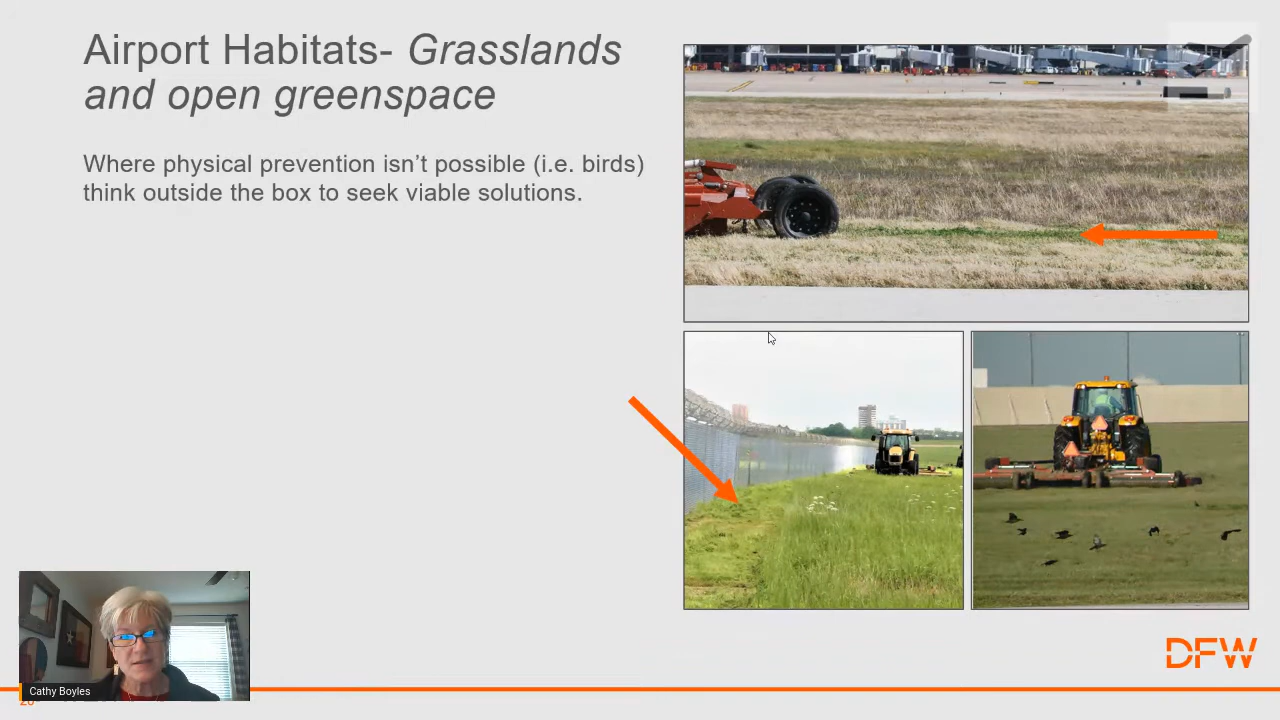 Airport Habitats- Grasslands
and open greenspace
Where physical prevention isn’t possible (i.e. birds)
think outside the box to seek viable solutions.
Cathy Boyles
DFW